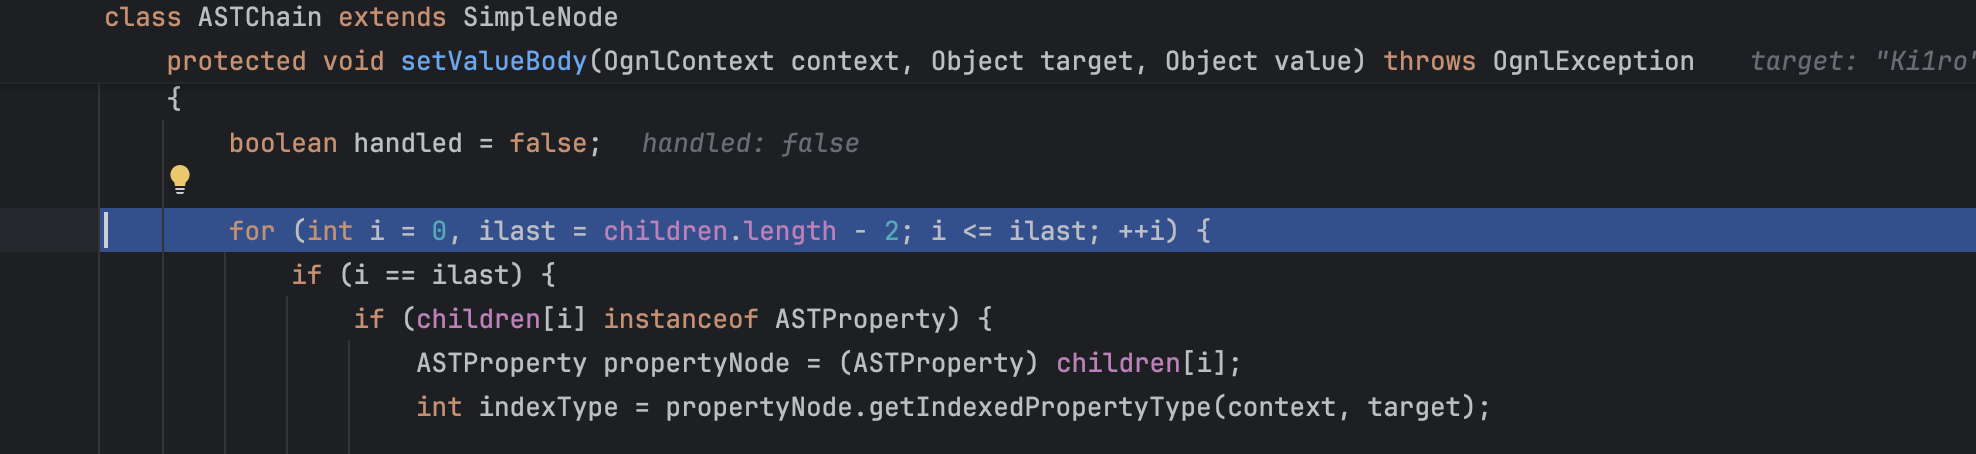 class ASTChain extends SimpleNode
protected void setValueBody(OgnlContext context, Object target, Object value) throws OgnlException target: "Ki1ro"
{
boolean handled = false; handled: false
for (int i = 0, ilast = children.length - 2; i <= ilast; ++i) {
if (i == ilast) {
if (children[i] instanceof ASTProperty) {
ASTProperty propertyNode = (ASTProperty) children[i];
int indexType = propertyNode.getIndexedPropertyType(context, target);